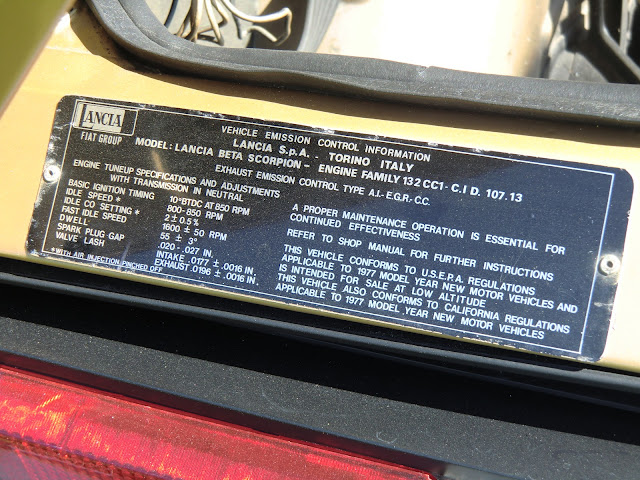 LANCIA
FIAT GROUP
VEHICLE EMISSION CONTROL INFORMATION
LANCIA S.p.A. - TORINO ITALY
MODEL: LANCIA BETA SCORPION - ENGINE FAMILY 132 CC1 - C.I D. 107.13
EXHAUST EMISSION CONTROL TYPE A.I.- E.G.R.- C.C.
ENGINE TUNEUP SPECIFICATIONS AND ADJUSTMENTS
WITH TRANSMISSION IN NEUTRAL
BASIC IGNITION TIMING 10°BTDC AT 850 RPM
IDLE SPEED * 800-850 RPM
IDLE CO SETTING * 2 ± 0.5%
FAST IDLE SPEED 1600 ± 50 RPM
DWELL 55 ± 3°
SPARK PLUG GAP .020-.027 IN.
VALVE LASH INTAKE .0177 ± .0016 IN.
EXHAUST .0196 ± .0016 IN.
*WITH AIR INJECTION PINCHED OFF
A PROPER MAINTENANCE OPERATION IS ESSENTIAL FOR
CONTINUED EFFECTIVENESS
REFER TO SHOP MANUAL FOR FURTHER INSTRUCTIONS
THIS VEHICLE CONFORMS TO U.S.E.P.A. REGULATIONS
APPLICABLE TO 1977 MODEL YEAR NEW MOTOR VEHICLES AND
IS INTENDED FOR SALE AT LOW ALTITUDE
THIS VEHICLE ALSO CONFORMS TO CALIFORNIA REGULATIONS
APPLICABLE TO 1977 MODEL YEAR NEW MOTOR VEHICLES